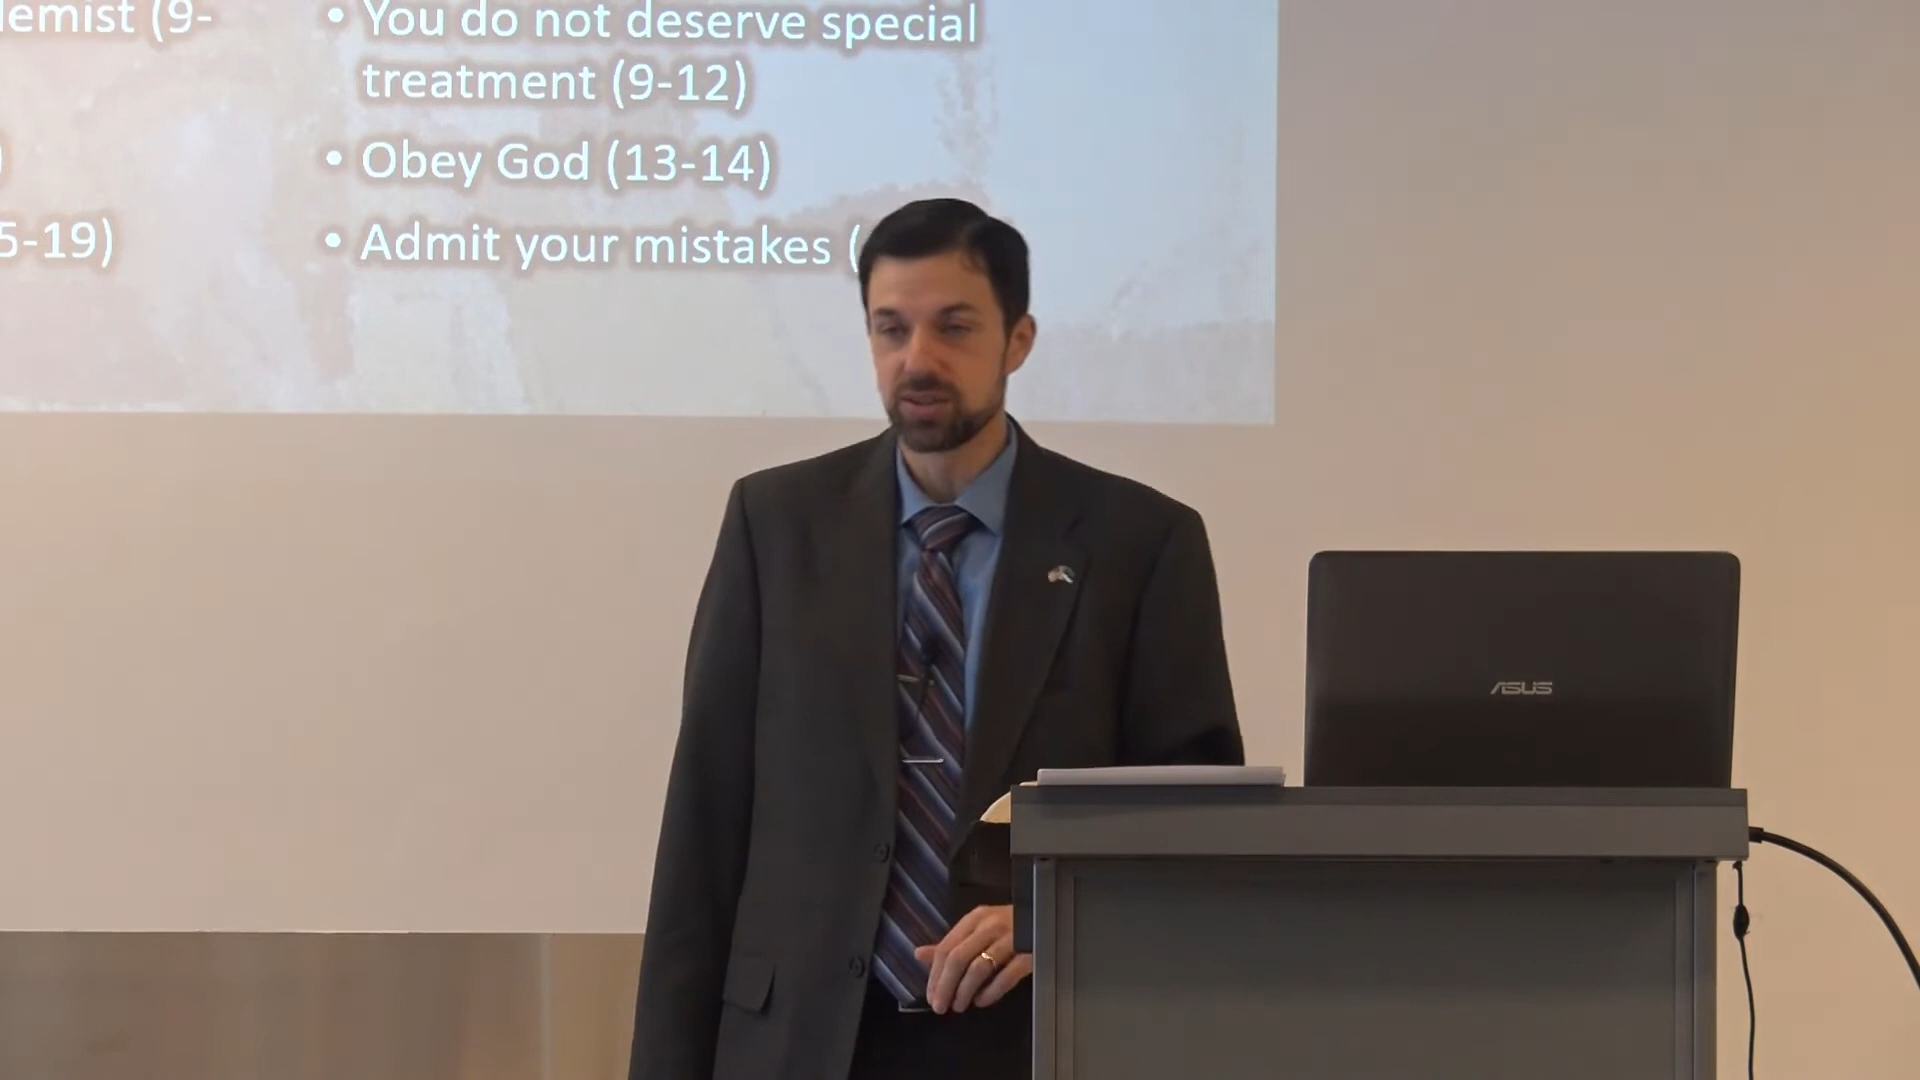 (9-
• You do not deserve special
treatment (9-12)
)
• Obey God (13-14)
5-19)
• Admit your mistakes (
ASUS